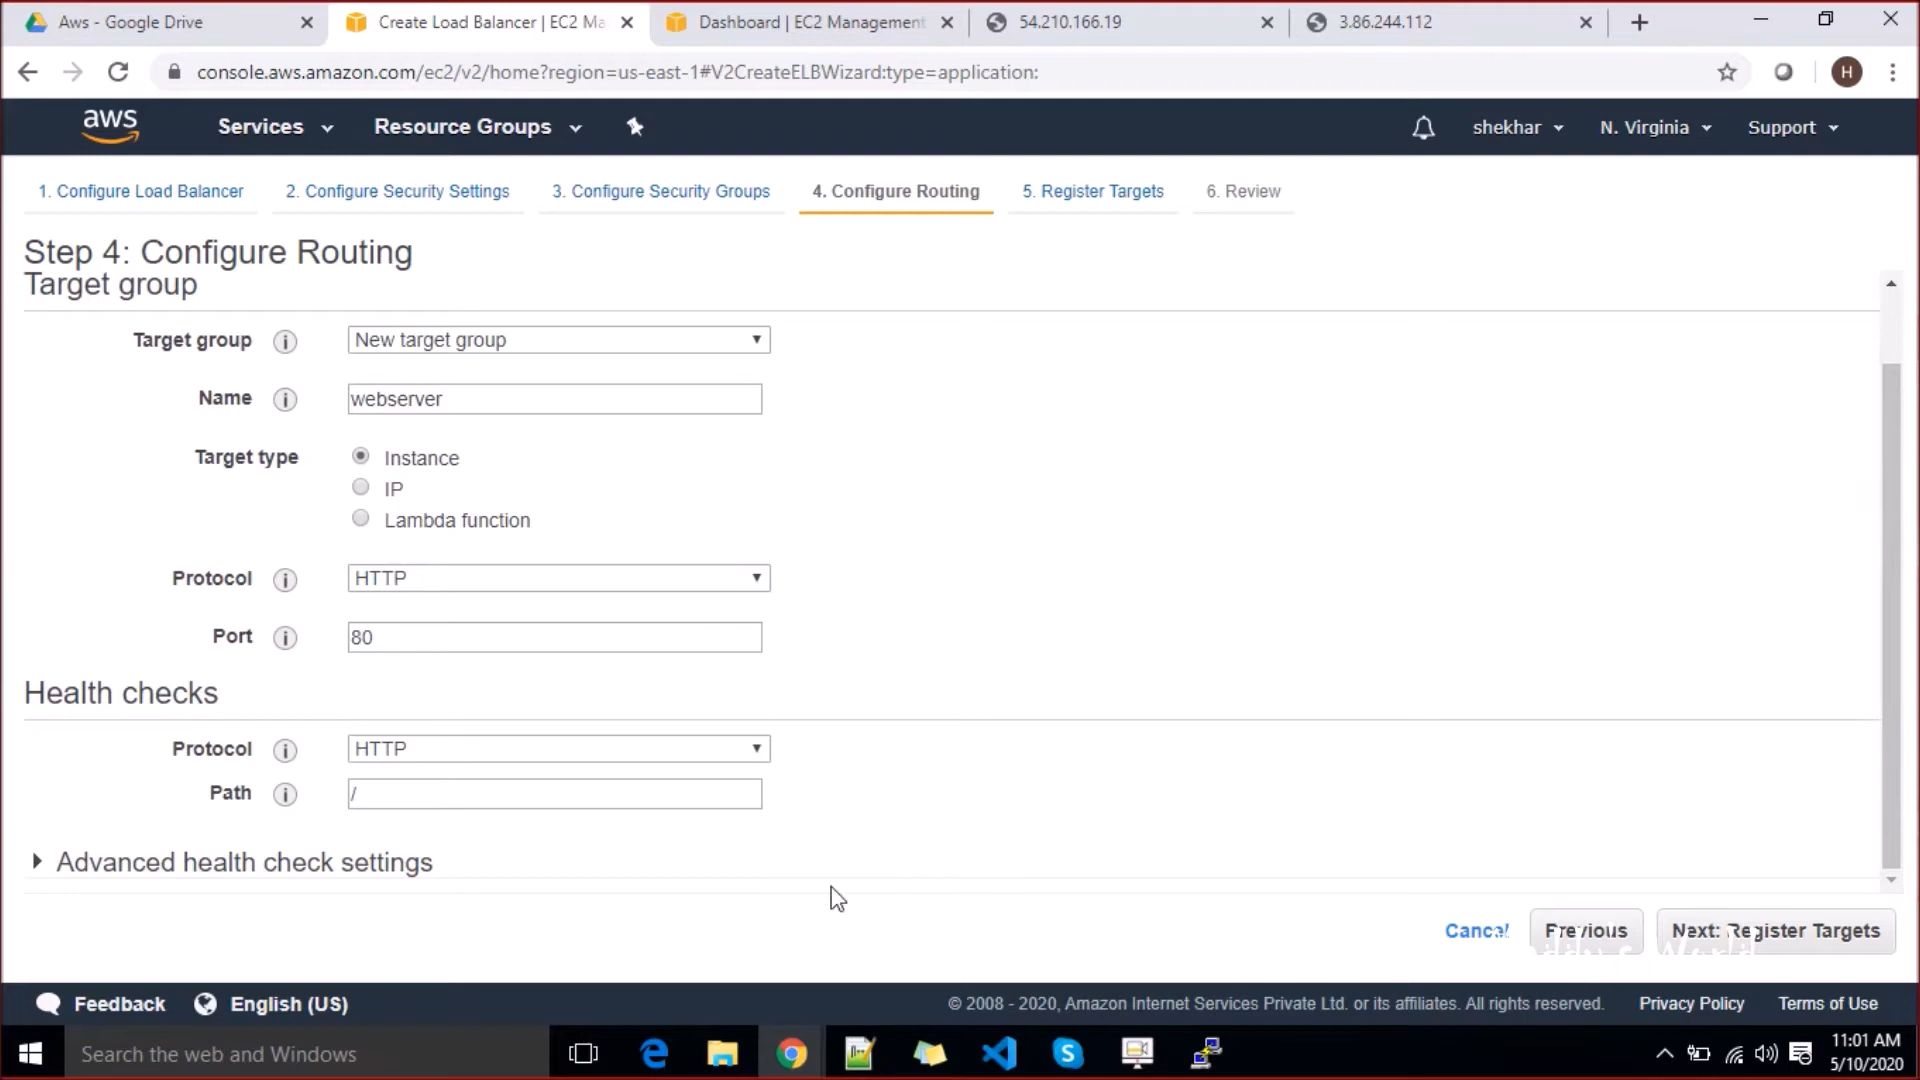 Aws - Google Drive
Create Load Balancer | EC2 Ma
Dashboard | EC2 Management
54.210.166.19
3.86.244.112
console.aws.amazon.com/ec2/v2/home?region=us-east-1#V2CreateELBWizard:type=application:
H
aws
Services
Resource Groups
shekhar
N. Virginia
Support
1. Configure Load Balancer
2. Configure Security Settings
3. Configure Security Groups
4. Configure Routing
5. Register Targets
6. Review
Step 4: Configure Routing
Target group
Target group
New target group
Name
webserver
Target type
Instance
IP
Lambda function
Protocol
HTTP
Port
80
Health checks
Protocol
HTTP
Path
/
Advanced health check settings
Cancel
Previous
Next: Register Targets
Feedback
English (US)
© 2008 - 2020, Amazon Internet Services Private Ltd. or its affiliates. All rights reserved.
Privacy Policy
Terms of Use
Search the web and Windows
11:01 AM
5/10/2020